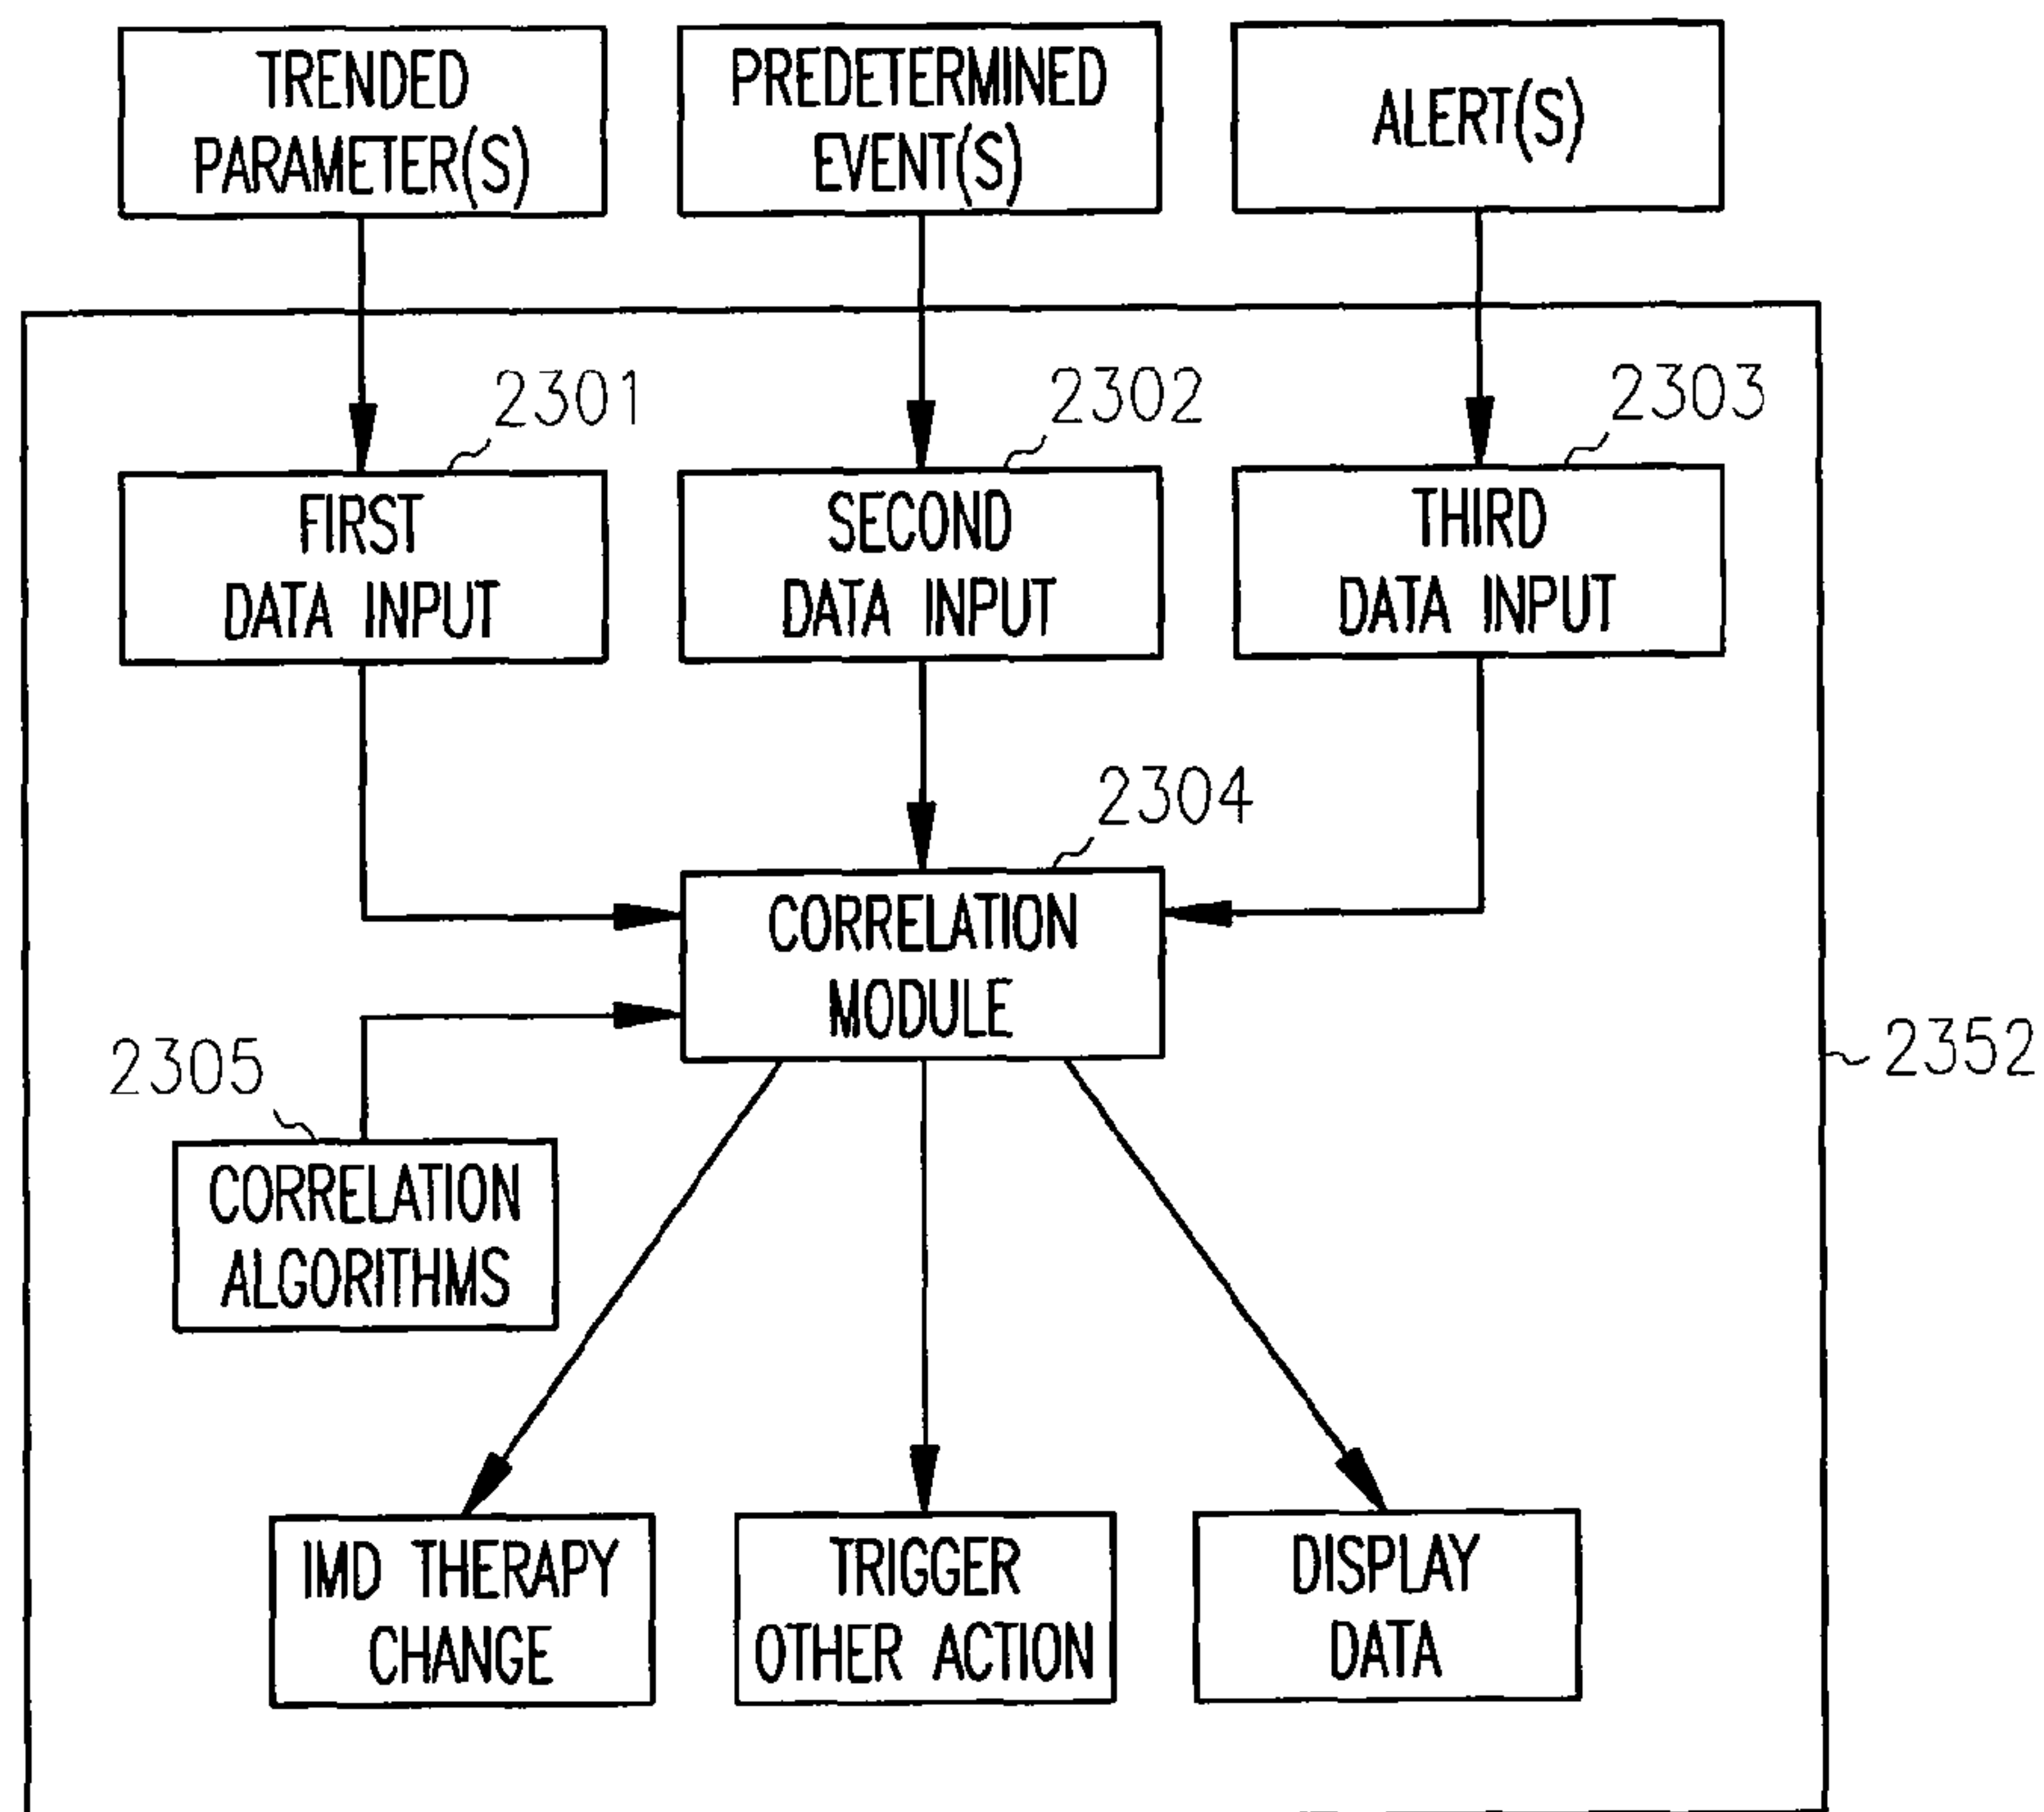 TRENDED
PARAMETER(S)
PREDETERMINED
EVENT(S)
ALERT(S)
2301
2302
2303
FIRST
DATA INPUT
SECOND
DATA INPUT
THIRD
DATA INPUT
2304
CORRELATION
MODULE
2305
2352
CORRELATION
ALGORITHMS
IMD THERAPY
CHANGE
TRIGGER
OTHER ACTION
DISPLAY
DATA